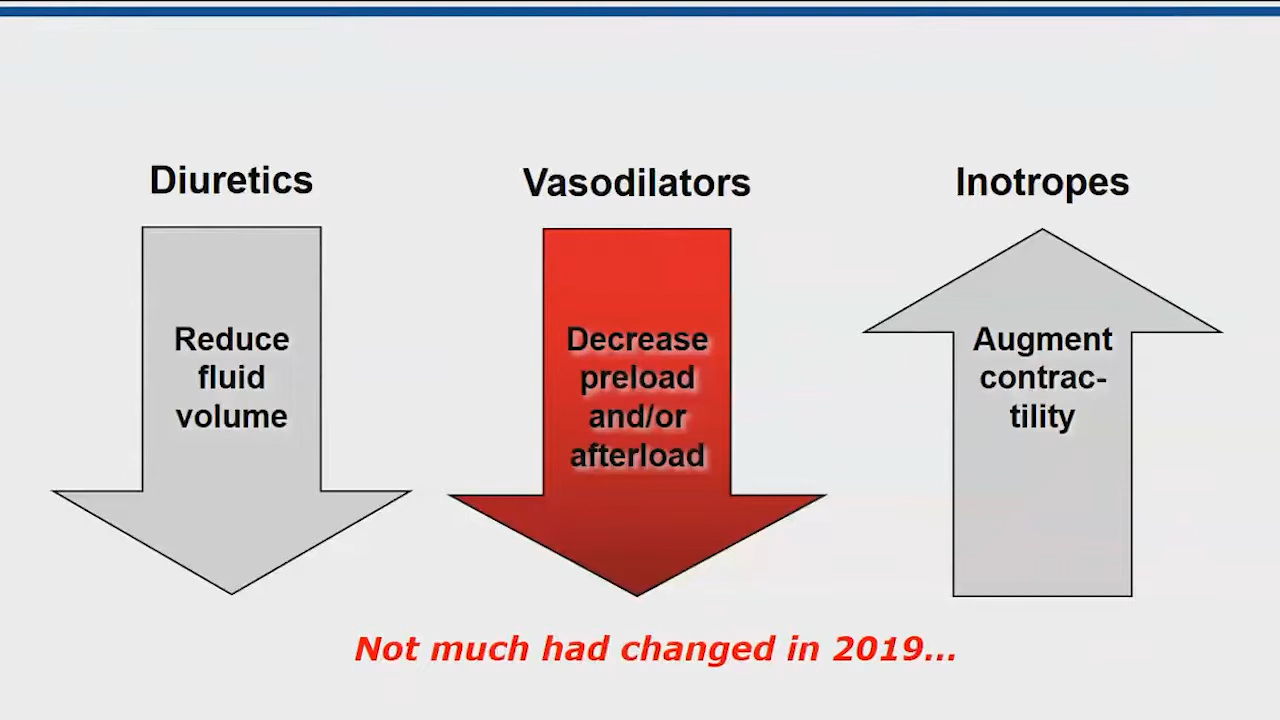 Diuretics
Vasodilators
Inotropes
Reduce
fluid
volume
Decrease
preload
and/or
afterload
Augment
contrac-
tility
Not much had changed in 2019...